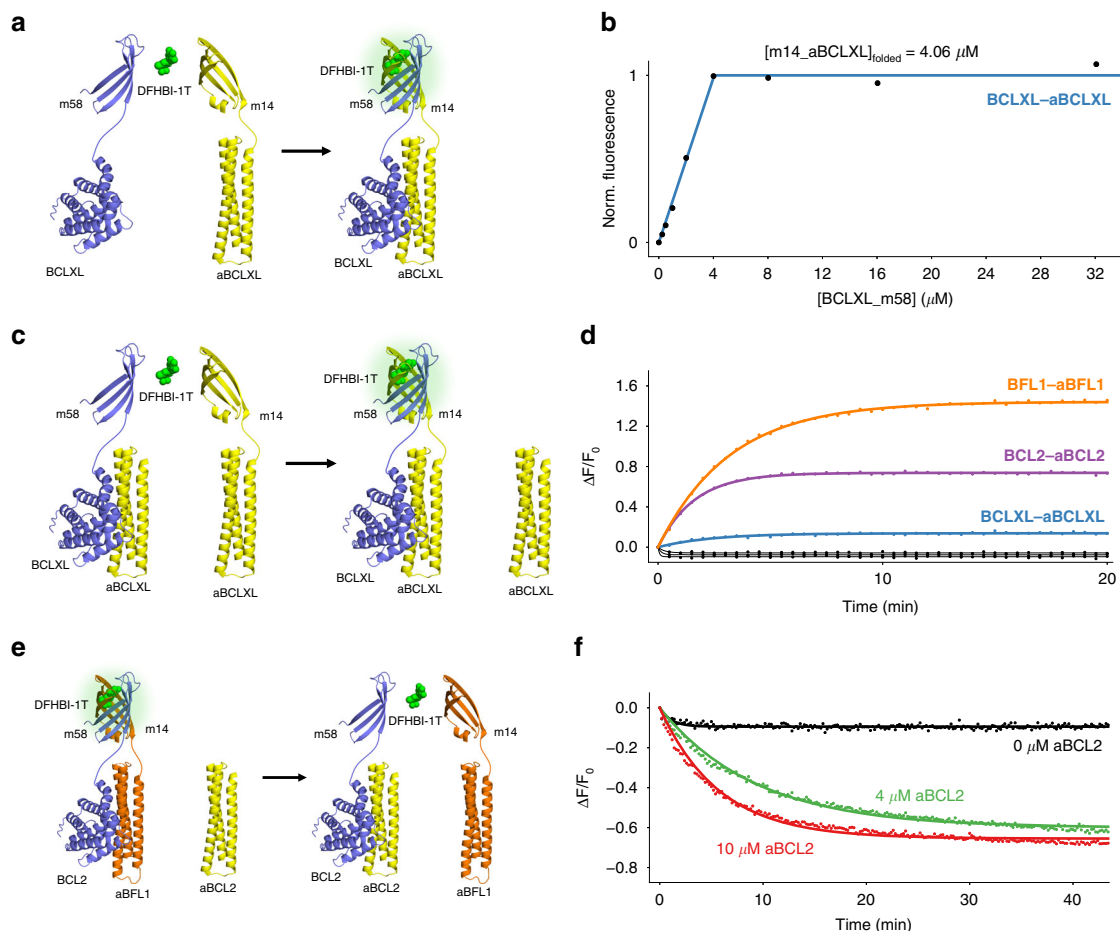 a
m58
DFHBI-1T
m14
BCLXL
aBCLXL
DFHBI-1T
m58
m14
BCLXL
aBCLXL
b
[m14_aBCLXL]folded = 4.06 μM
BCLXL–aBCLXL
Norm. fluorescence
1
0
0 4 8 12 16 20 24 28 32
[BCLXL_m58] (μM)
c
m58
DFHBI-1T
m14
BCLXL
aBCLXL
aBCLXL
DFHBI-1T
m58
m14
BCLXL
aBCLXL
aBCLXL
d
BFL1–aBFL1
BCL2–aBCL2
BCLXL–aBCLXL
ΔF/F0
1.6
1.2
0.8
0.4
0.0
0 10 20
Time (min)
e
DFHBI-1T
m58
m14
BCL2
aBFL1
aBCL2
m58
DFHBI-1T
m14
BCL2
aBCL2
aBFL1
f
0 μM aBCL2
4 μM aBCL2
10 μM aBCL2
ΔF/F0
0.0
−0.2
−0.4
−0.6
−0.8
0 10 20 30 40
Time (min)